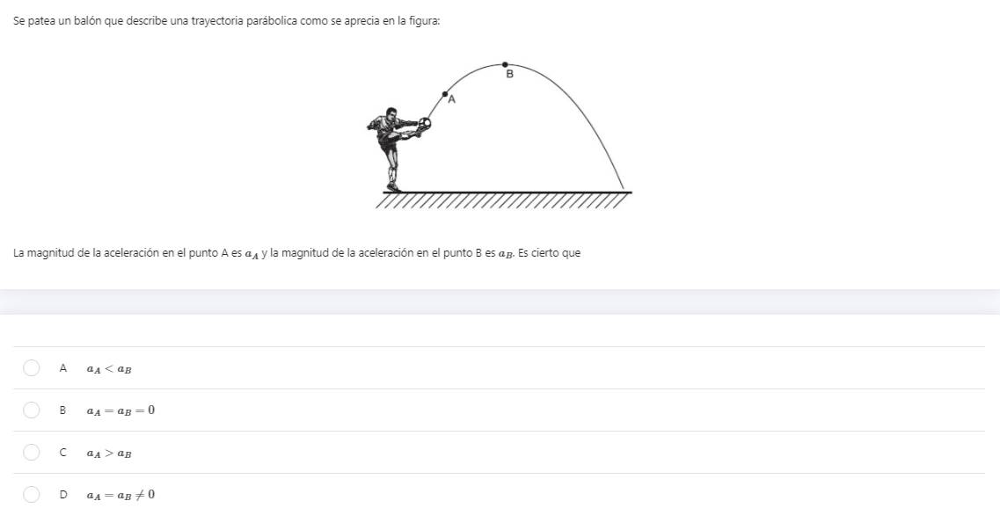 Se patea un balón que describe una trayectoria parábolica como se aprecia en la figura:
B
A
La magnitud de la aceleración en el punto A es a_A y la magnitud de la aceleración en el punto B es a_B. Es cierto que
A a_A < a_B
B a_A = a_B = 0
C a_A > a_B
D a_A = a_B ≠ 0